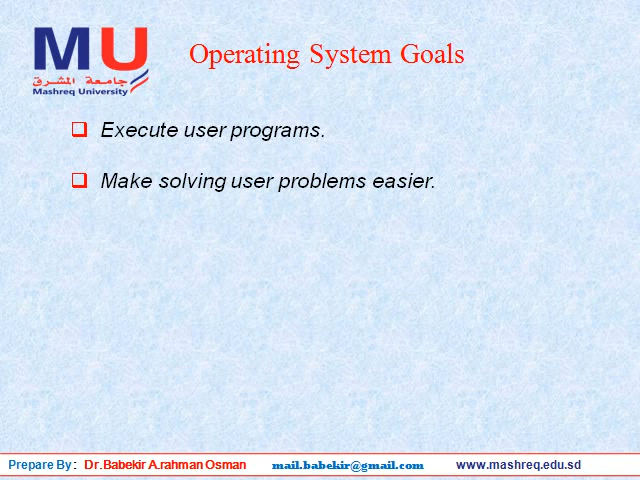 MU
جامعة المشرق
Mashreq University
Operating System Goals
Execute user programs.
Make solving user problems easier.
Prepare By : Dr.Babekir A.rahman Osman mail.babekir@gmail.com www.mashreq.edu.sd